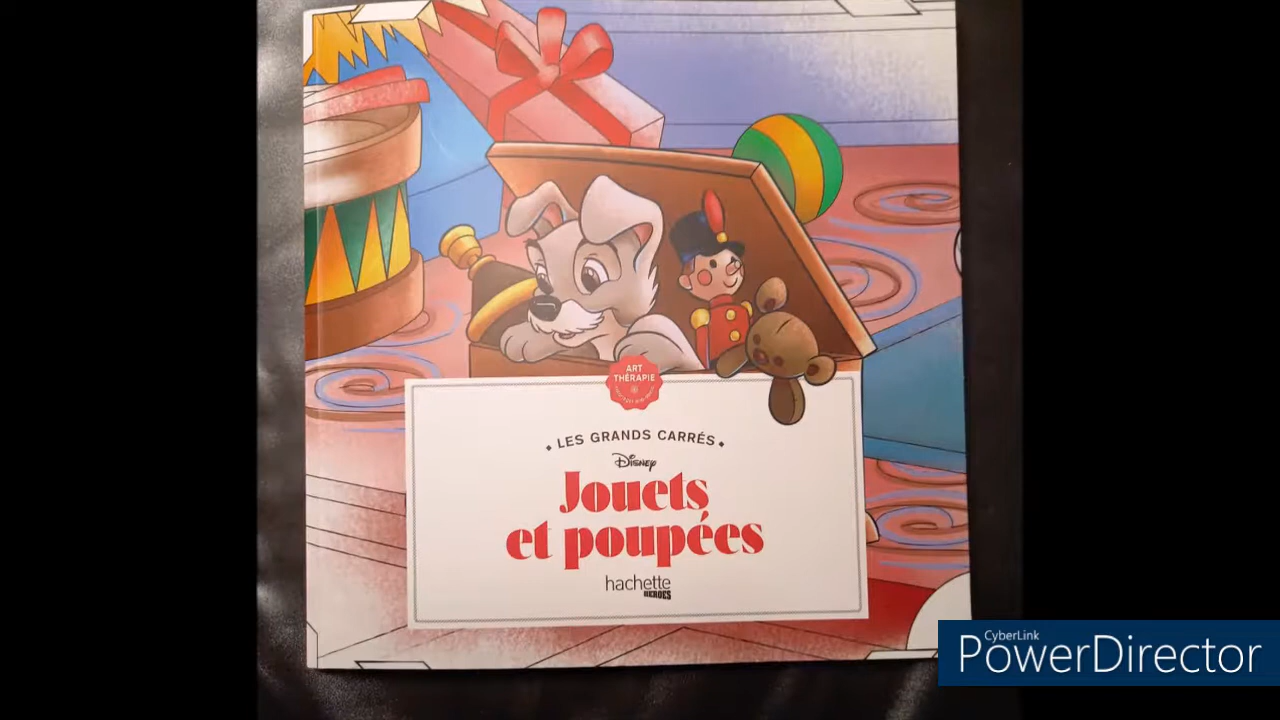 ART
THÉRAPIE
LES GRANDS CARRÉS
Disney
Jouets
et poupées
hachette
HEROES
CyberLink
PowerDirector